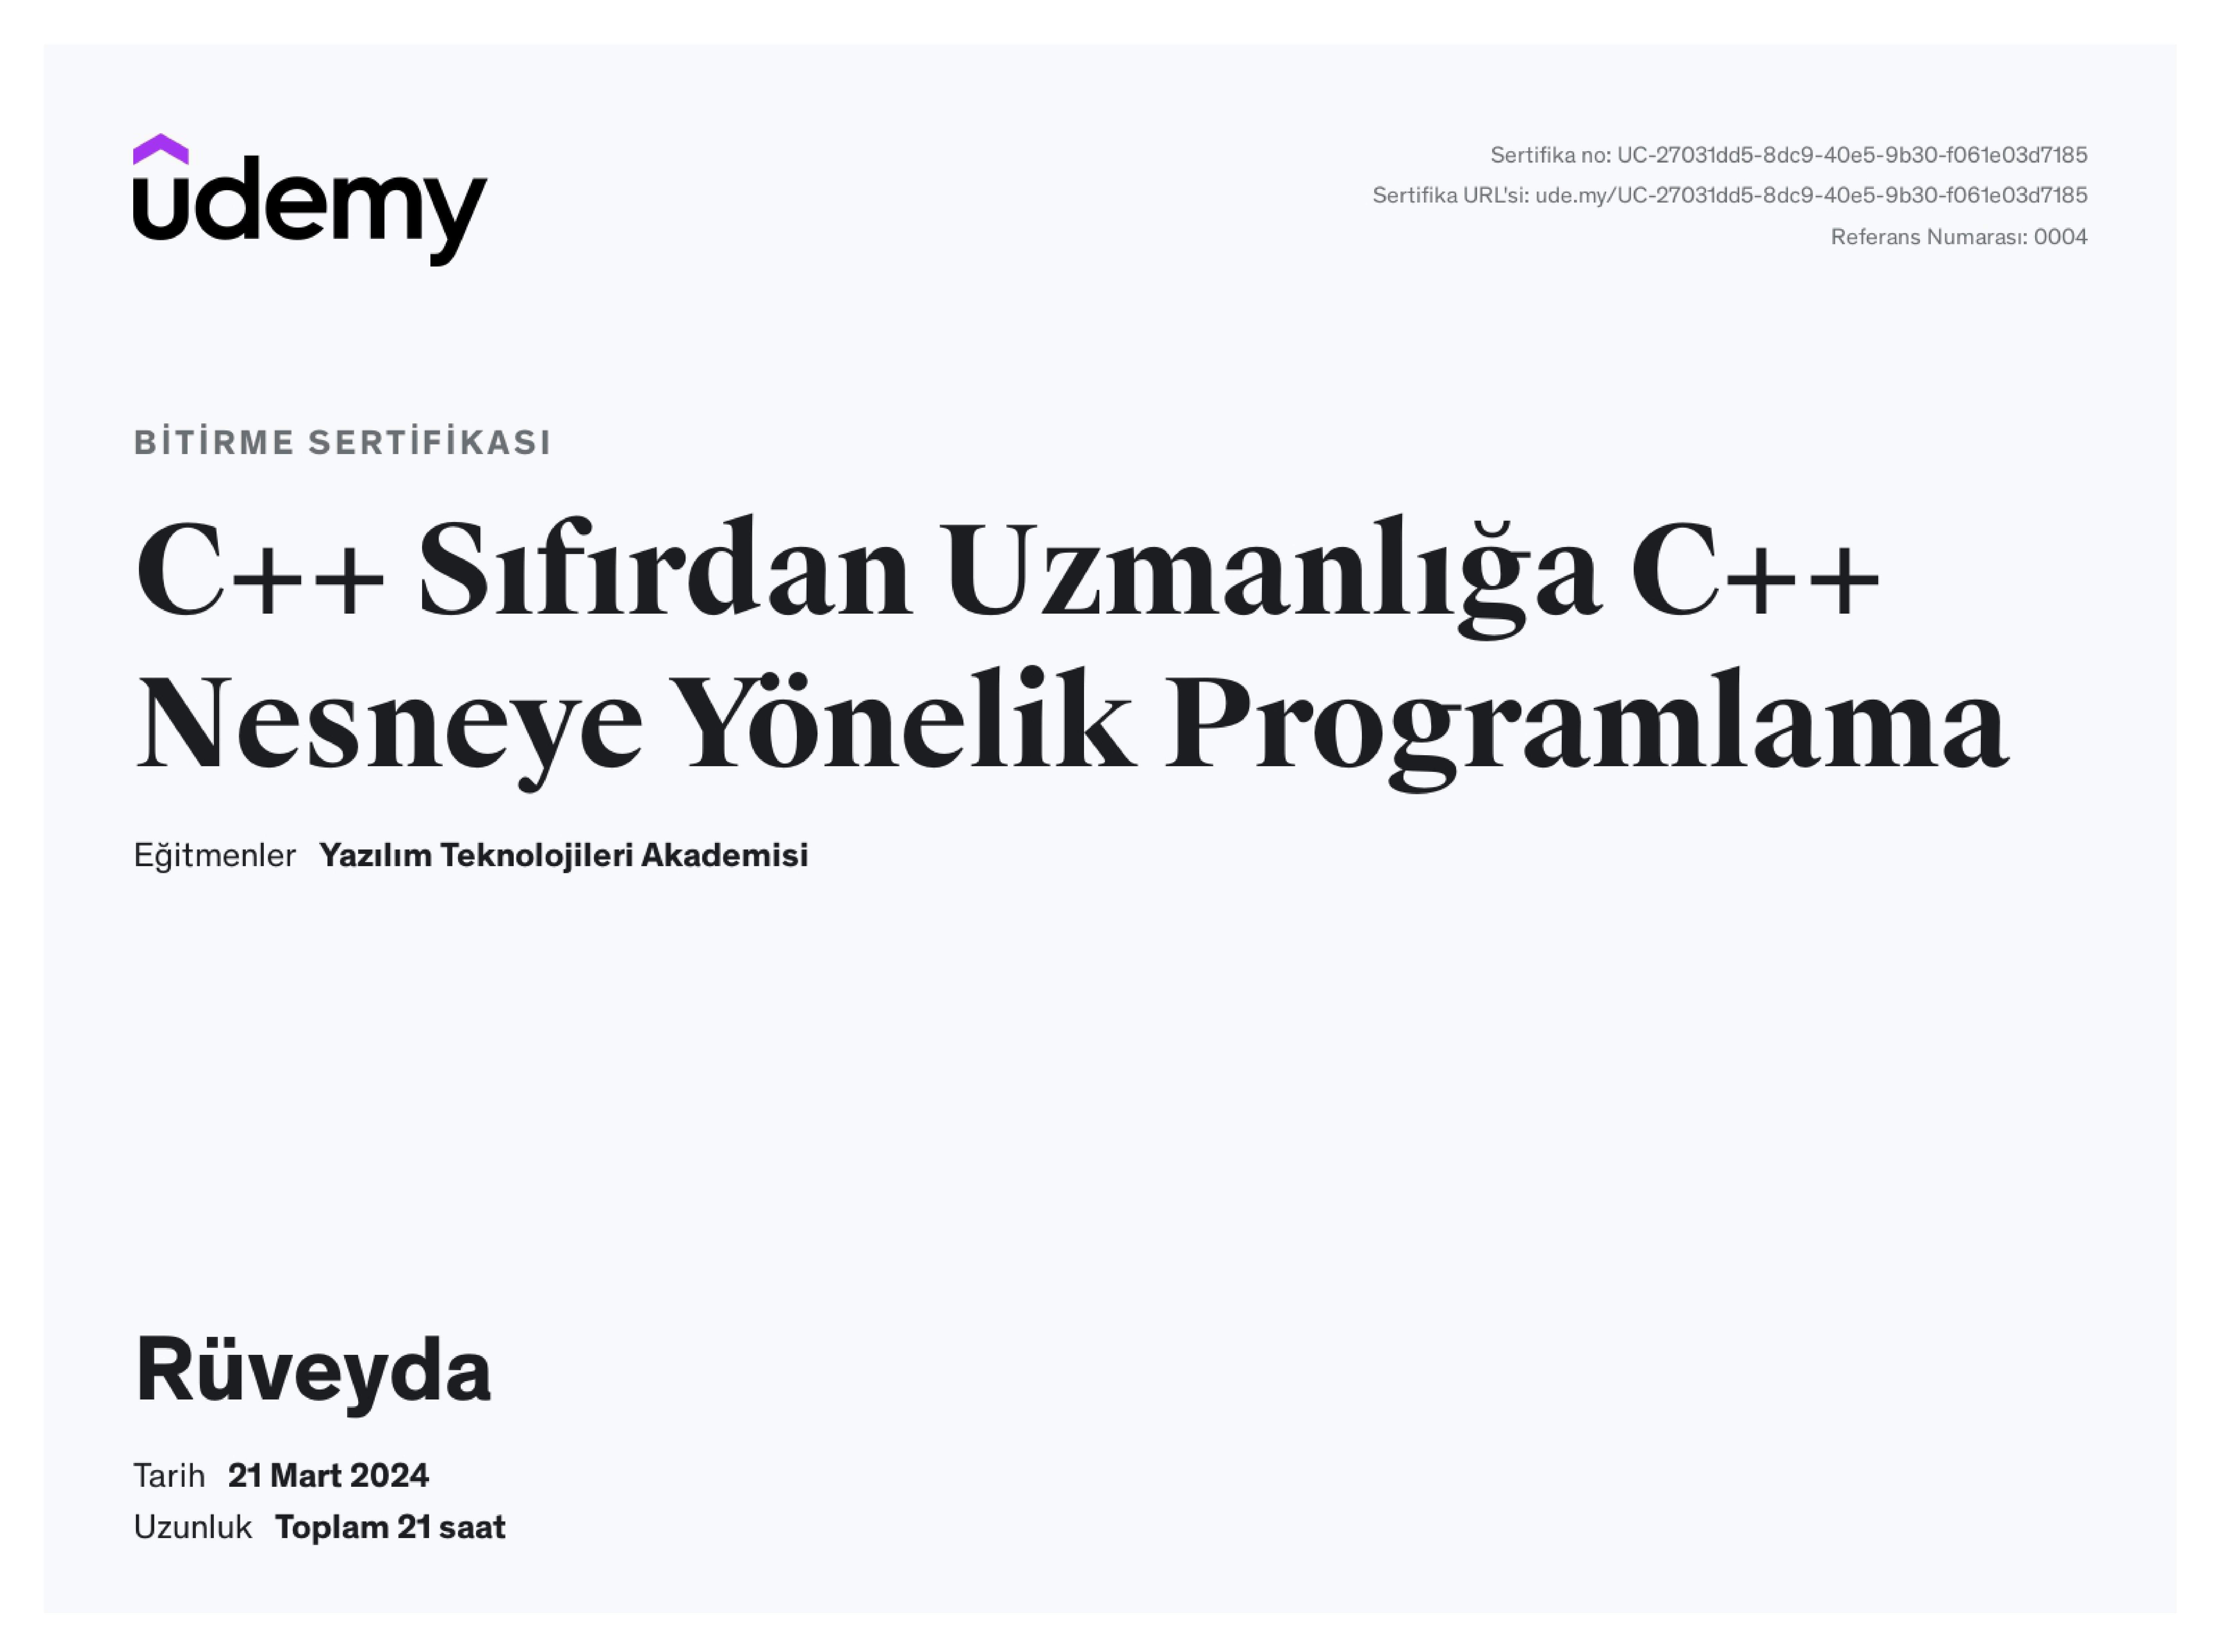 udemy
Sertifika no: UC-27031dd5-8dc9-40e5-9b30-f061e03d7185
Sertifika URL'si: ude.my/UC-27031dd5-8dc9-40e5-9b30-f061e03d7185
Referans Numarası: 0004
BİTİRME SERTİFİKASI
C++ Sıfırdan Uzmanlığa C++
Nesneye Yönelik Programlama
Eğitmenler Yazılım Teknolojileri Akademisi
Rüveyda
Tarih 21 Mart 2024
Uzunluk Toplam 21 saat